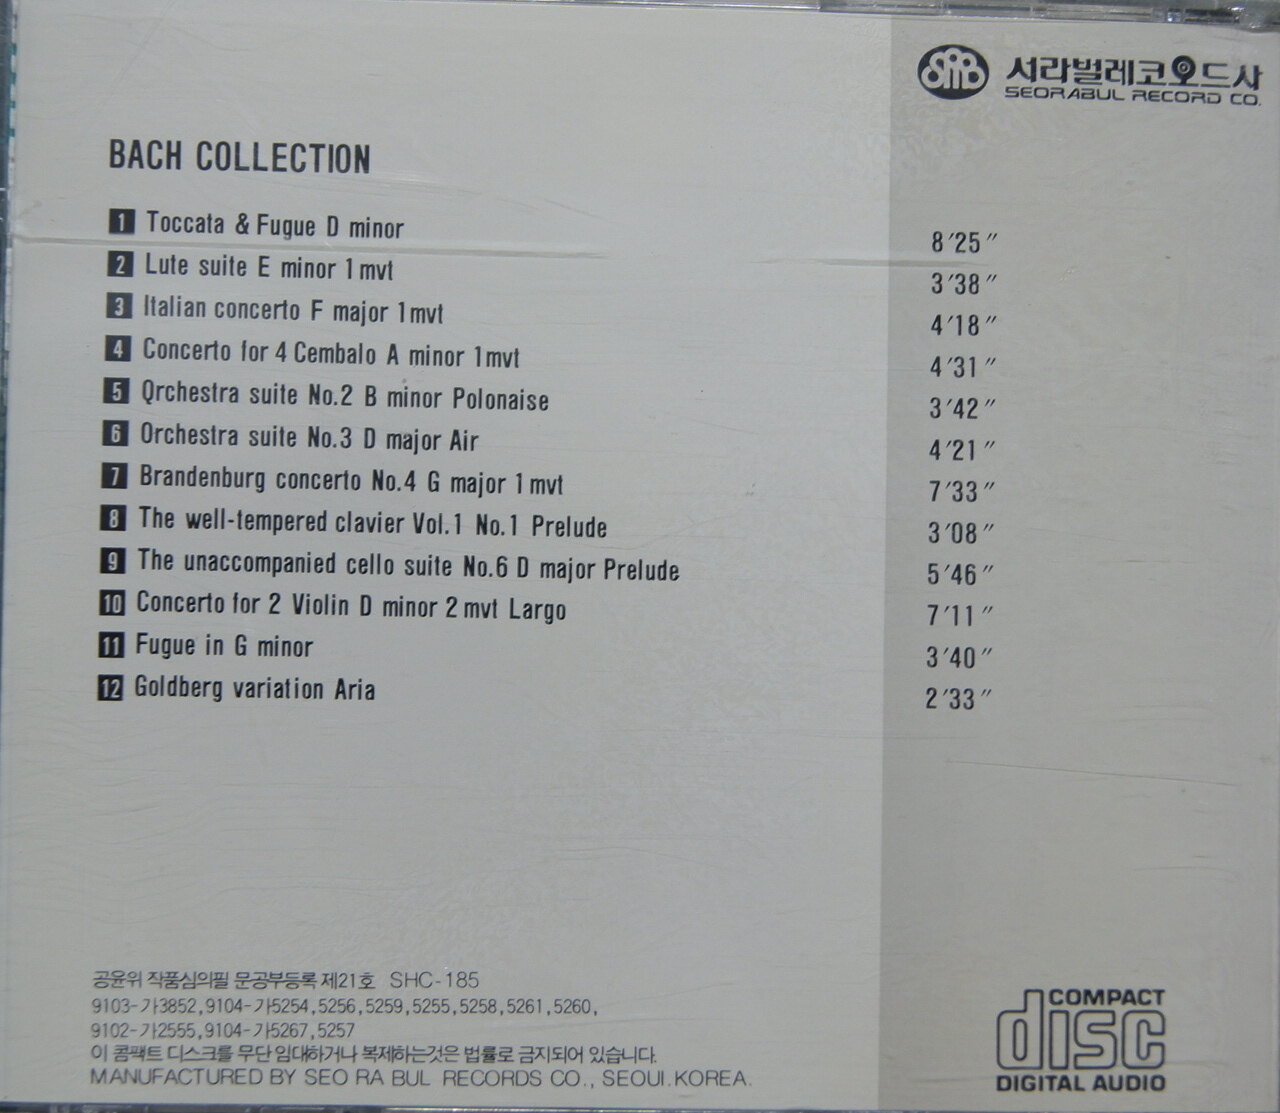 서라벌레코오드사
SEORABUL RECORD CO.
BACH COLLECTION
1 Toccata & Fugue D minor 8′25″
2 Lute suite E minor 1mvt 3′38″
3 Italian concerto F major 1mvt 4′18″
4 Concerto for 4 Cembalo A minor 1mvt 4′31″
5 Qrchestra suite No.2 B minor Polonaise 3′42″
6 Orchestra suite No.3 D major Air 4′21″
7 Brandenburg concerto No.4 G major 1mvt 7′33″
8 The well-tempered clavier Vol.1 No.1 Prelude 3′08″
9 The unaccompanied cello suite No.6 D major Prelude 5′46″
10 Concerto for 2 Violin D minor 2mvt Largo 7′11″
11 Fugue in G minor 3′40″
12 Goldberg variation Aria 2′33″
공윤위 작품심의필 문공부등록 제21호 SHC-185
9103-가3852,9104-가5254,5256,5259,5255,5258,5261,5260,
9102-가2555,9104-가5267,5257
이 콤팩트 디스크를 무단 임대하거나 복제하는것은 법률로 금지되어 있습니다.
MANUFACTURED BY SEO RA BUL RECORDS CO., SEOUI.KOREA.
COMPACT
disc
DIGITAL AUDIO